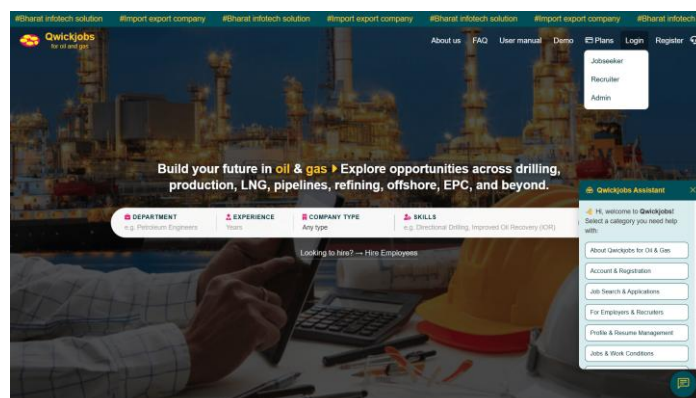 #Bharat infotech solution #Import export company #Bharat infotech solution #Import export company #Bharat infotech solution #Import export company #Bharat infotech
Qwickjobs
for oil and gas
About us FAQ User manual Demo Plans Login Register
Jobseeker
Recruiter
Admin
Build your future in oil & gas Explore opportunities across drilling,
production, LNG, pipelines, refining, offshore, EPC, and beyond.
DEPARTMENT EXPERIENCE COMPANY TYPE SKILLS
e.g. Petroleum Engineers Years Any type e.g. Directional Drilling, Improved Oil Recovery (IOR)
Looking to hire? → Hire Employees
Qwickjobs Assistant ×
Hi, welcome to Qwickjobs!
Select a category you need help
with:
About Qwickjobs for Oil & Gas
Account & Registration
Job Search & Applications
For Employers & Recruiters
Profile & Resume Management
Jobs & Work Conditions